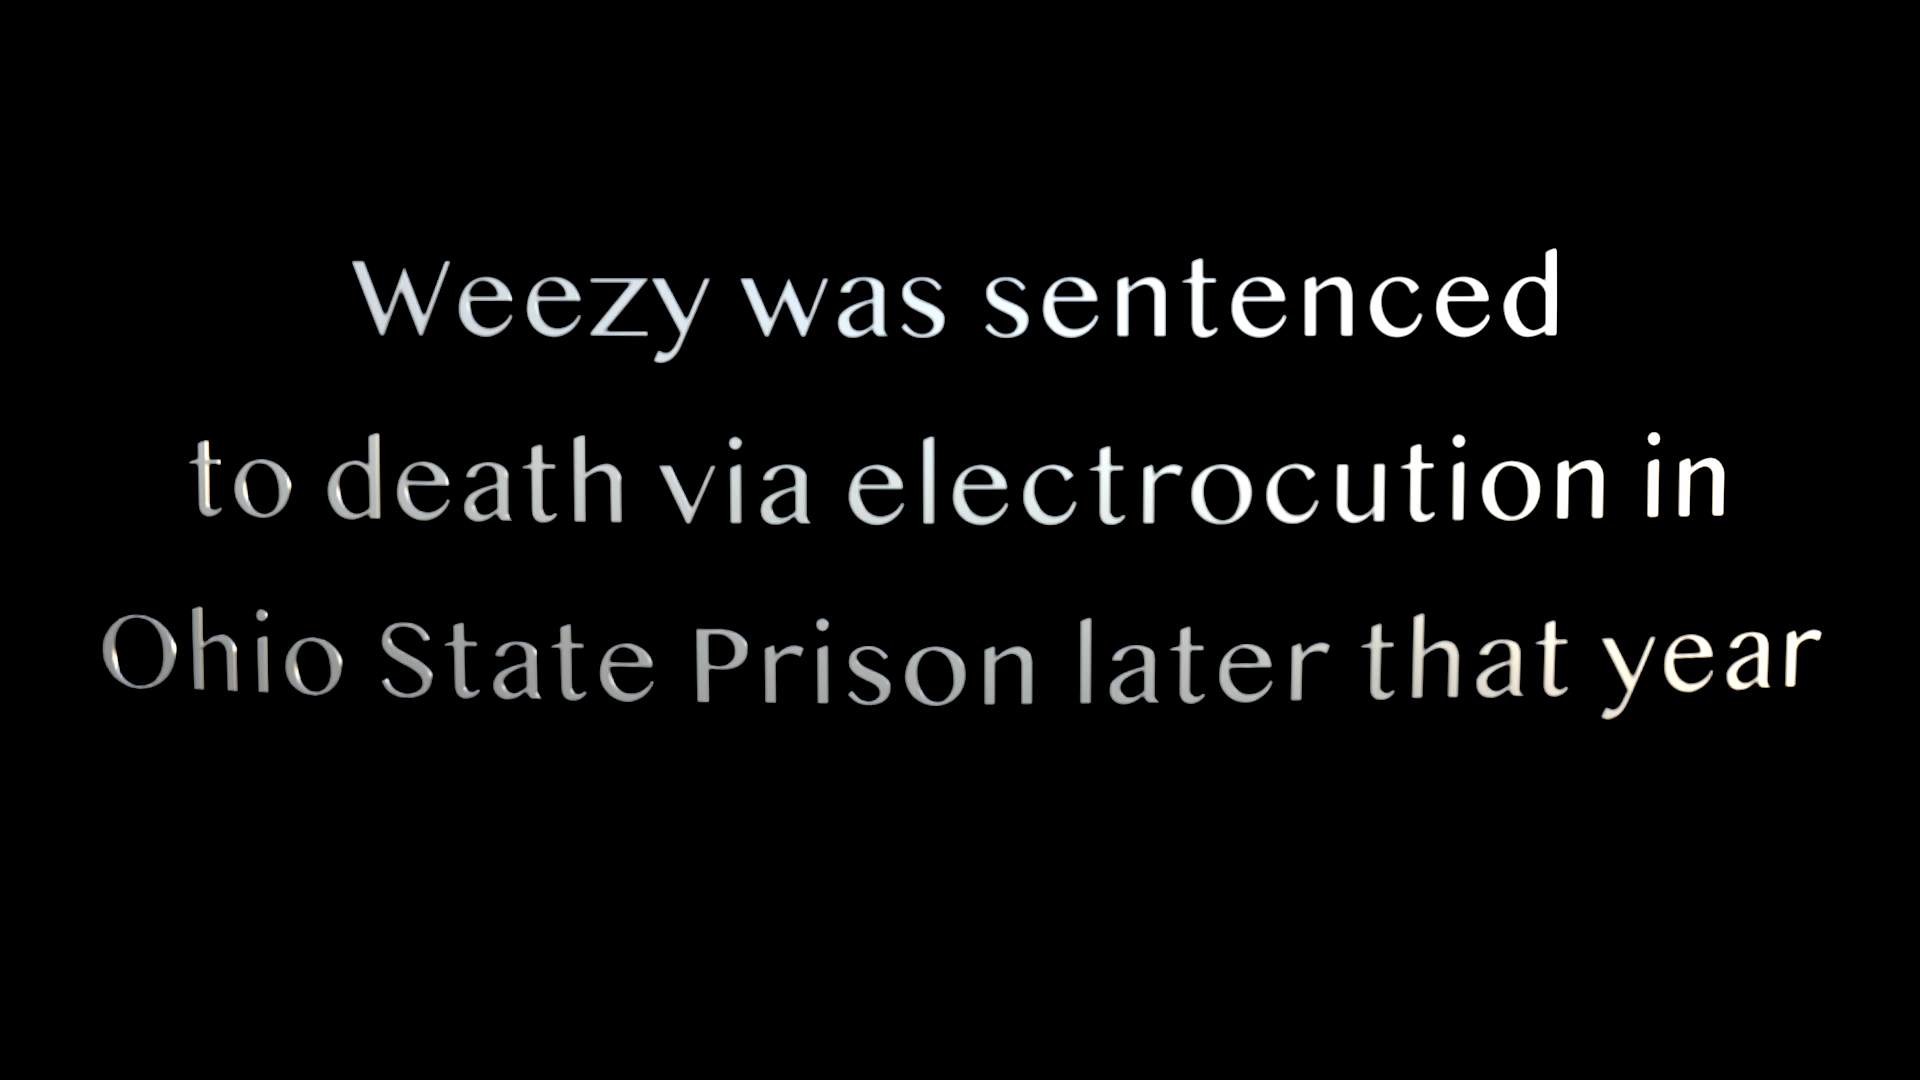 Weezy was sentenced
to death via electrocution in
Ohio State Prison later that year